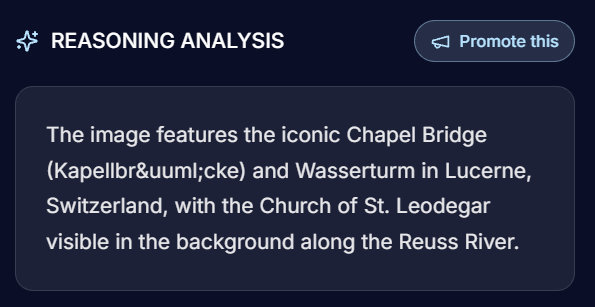 REASONING ANALYSIS
Promote this
The image features the iconic Chapel Bridge
(Kapellbr&uuml;cke) and Wasserturm in Lucerne,
Switzerland, with the Church of St. Leodegar
visible in the background along the Reuss River.